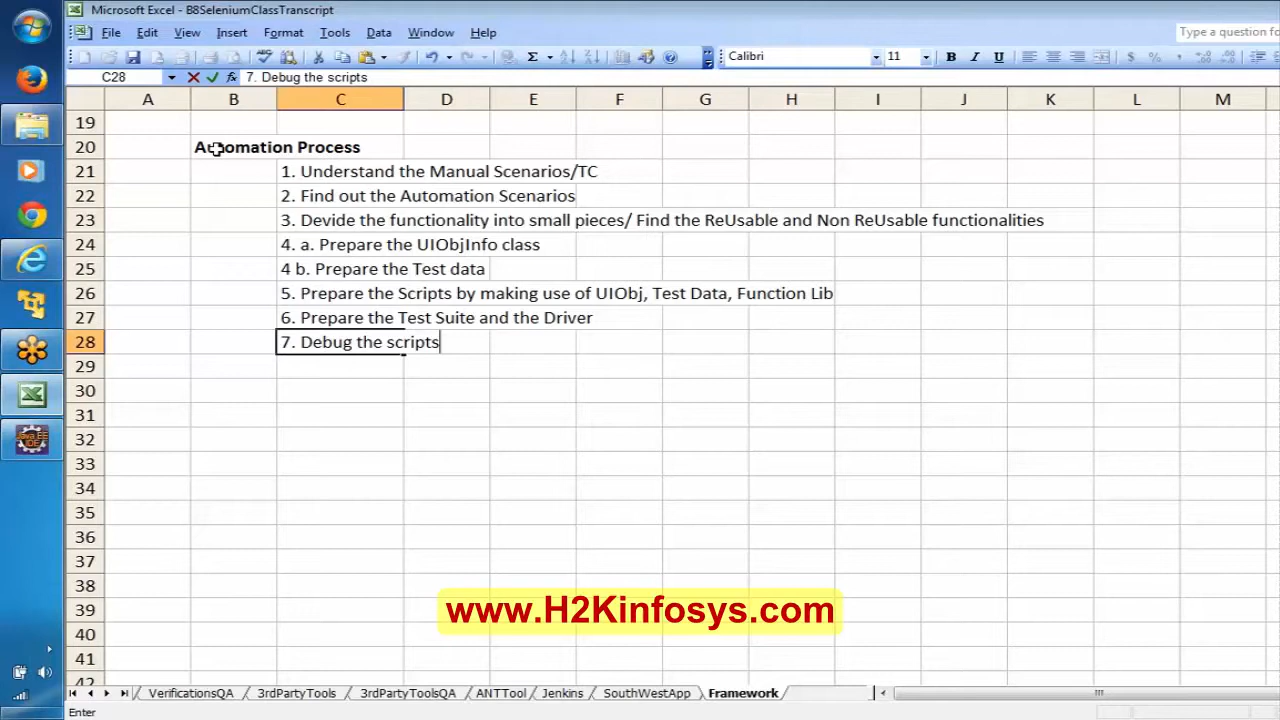 Microsoft Excel - B8SeleniumClassTranscript
File Edit View Insert Format Tools Data Window Help
Type a question fo
Calibri 11 B I U
C28 fx 7. Debug the scripts
A B C D E F G H I J K L M
19
20 Automation Process
21 1. Understand the Manual Scenarios/TC
22 2. Find out the Automation Scenarios
23 3. Devide the functionality into small pieces/ Find the ReUsable and Non ReUsable functionalities
24 4. a. Prepare the UIObjInfo class
25 4 b. Prepare the Test data
26 5. Prepare the Scripts by making use of UIObj, Test Data, Function Lib
27 6. Prepare the Test Suite and the Driver
28 7. Debug the scripts
29
30
31
32
33
34
35
36
37
38
39
40
41
42
www.H2Kinfosys.com
VerificationsQA 3rdPartyTools 3rdPartyToolsQA ANTTool Jenkins SouthWestApp Framework
Enter